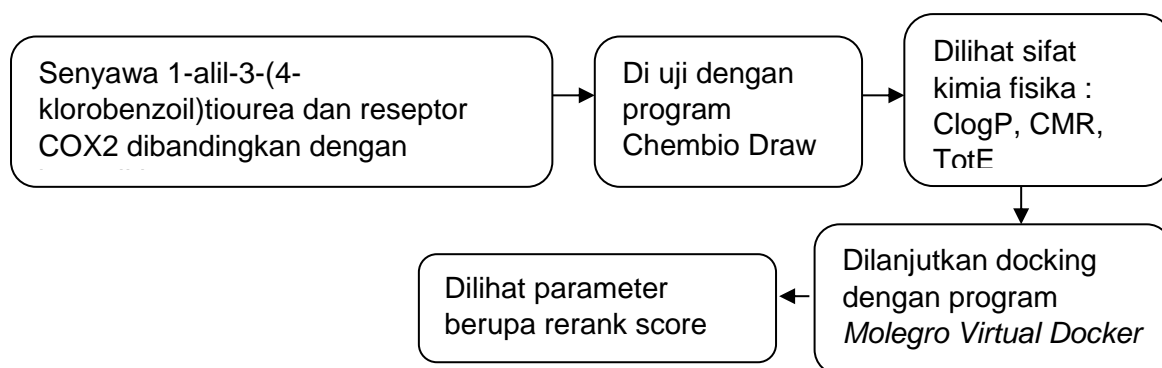 Senyawa 1-alil-3-(4-
klorobenzoil)tiourea dan reseptor
COX2 dibandingkan dengan
Di uji dengan
program
Chembio Draw
Dilihat sifat
kimia fisika :
ClogP, CMR,
TotE
Dilanjutkan docking
dengan program
Molegro Virtual Docker
Dilihat parameter
berupa rerank score